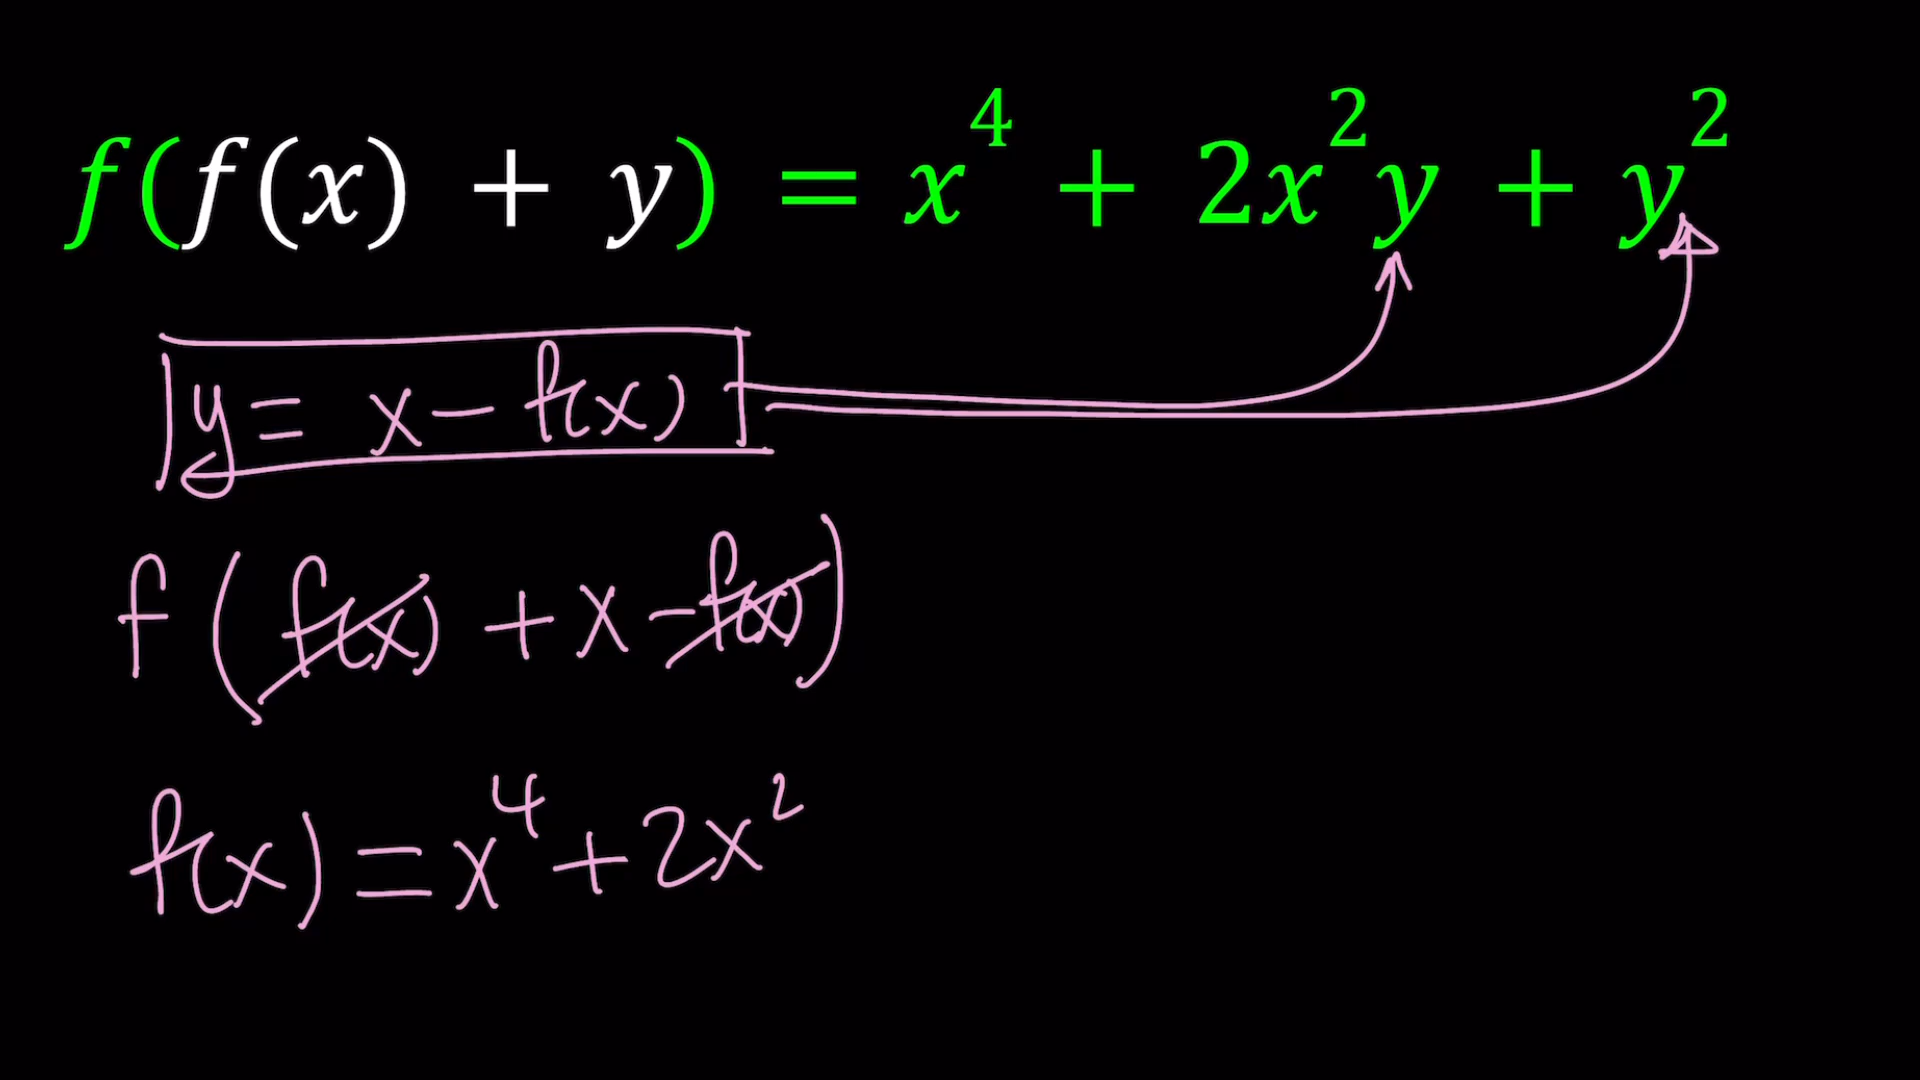 f(f(x) + y) = x⁴ + 2x²y + y²
y = x - f(x)
f(f(x) + x - f(x))
f(x) = x⁴ + 2x²